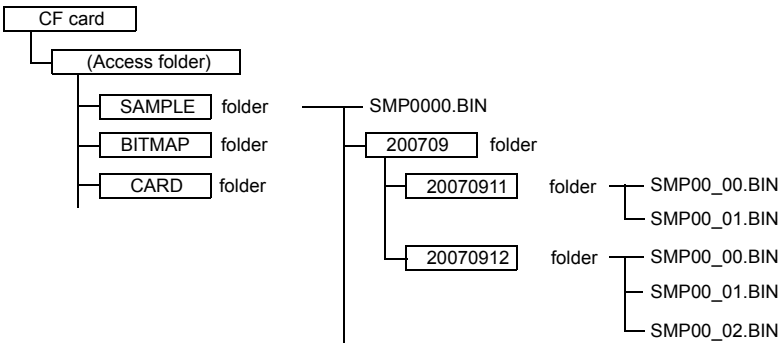 CF card
(Access folder)
SAMPLE folder SMP0000.BIN
BITMAP folder 200709 folder
CARD folder 20070911 folder SMP00_00.BIN
SMP00_01.BIN
20070912 folder SMP00_00.BIN
SMP00_01.BIN
SMP00_02.BIN